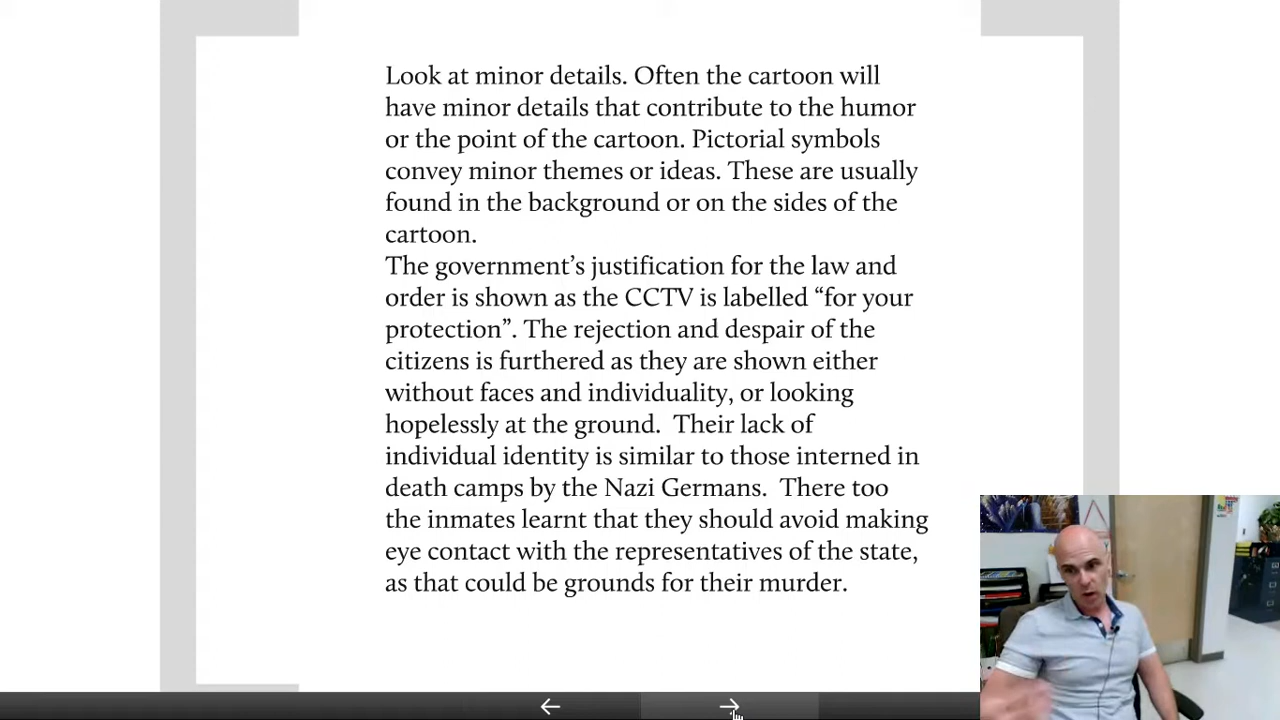 Look at minor details. Often the cartoon will
have minor details that contribute to the humor
or the point of the cartoon. Pictorial symbols
convey minor themes or ideas. These are usually
found in the background or on the sides of the
cartoon.
The government’s justification for the law and
order is shown as the CCTV is labelled “for your
protection”. The rejection and despair of the
citizens is furthered as they are shown either
without faces and individuality, or looking
hopelessly at the ground.  Their lack of
individual identity is similar to those interned in
death camps by the Nazi Germans.  There too
the inmates learnt that they should avoid making
eye contact with the representatives of the state,
as that could be grounds for their murder.